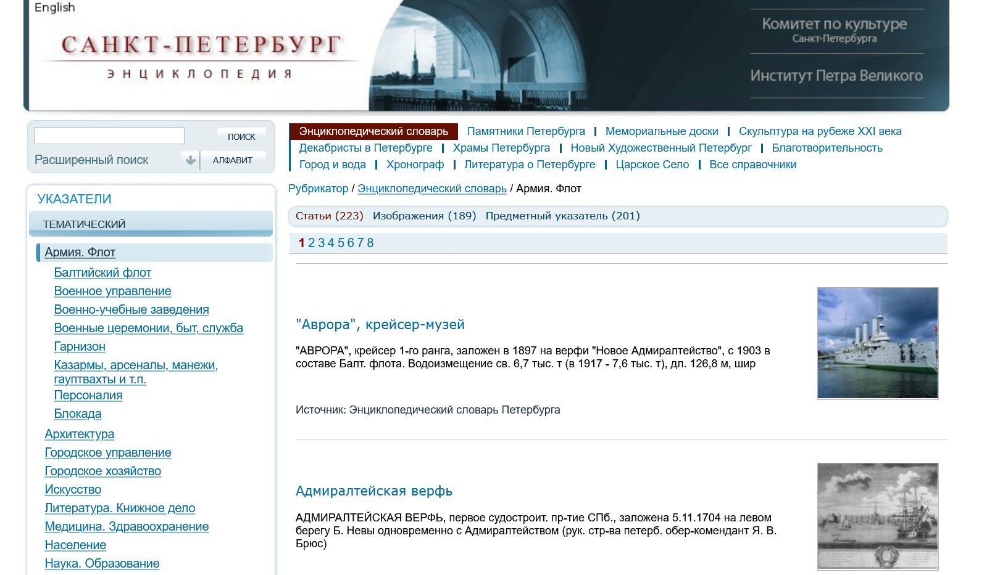 English
САНКТ-ПЕТЕРБУРГ
ЭНЦИКЛОПЕДИЯ
Комитет по культуре
Санкт-Петербурга
Институт Петра Великого
ПОИСК
Расширенный поиск
АЛФАВИТ
УКАЗАТЕЛИ
ТЕМАТИЧЕСКИЙ
Армия. Флот
Балтийский флот
Военное управление
Военно-учебные заведения
Военные церемонии, быт, служба
Гарнизон
Казармы, арсеналы, манежи,
гауптвахты и т.п.
Персоналия
Блокада
Архитектура
Городское управление
Городское хозяйство
Искусство
Литература. Книжное дело
Медицина. Здравоохранение
Население
Наука. Образование
Энциклопедический словарь Памятники Петербурга Мемориальные доски Скульптура на рубеже XXI века
Декабристы в Петербурге Храмы Петербурга Новый Художественный Петербург Благотворительность
Город и вода Хронограф Литература о Петербурге Царское Село Все справочники
Рубрикатор / Энциклопедический словарь / Армия. Флот
Статьи (223) Изображения (189) Предметный указатель (201)
1 2 3 4 5 6 7 8
"Аврора", крейсер-музей
"АВРОРА", крейсер 1-го ранга, заложен в 1897 на верфи "Новое Адмиралтейство", с 1903 в
составе Балт. флота. Водоизмещение св. 6,7 тыс. т (в 1917 - 7,6 тыс. т), дл. 126,8 м, шир
Источник: Энциклопедический словарь Петербурга
Адмиралтейская верфь
АДМИРАЛТЕЙСКАЯ ВЕРФЬ, первое судостроит. пр-тие СПб., заложена 5.11.1704 на левом
берегу Б. Невы одновременно с Адмиралтейством (рук. стр-ва петерб. обер-комендант Я. В.
Брюс)